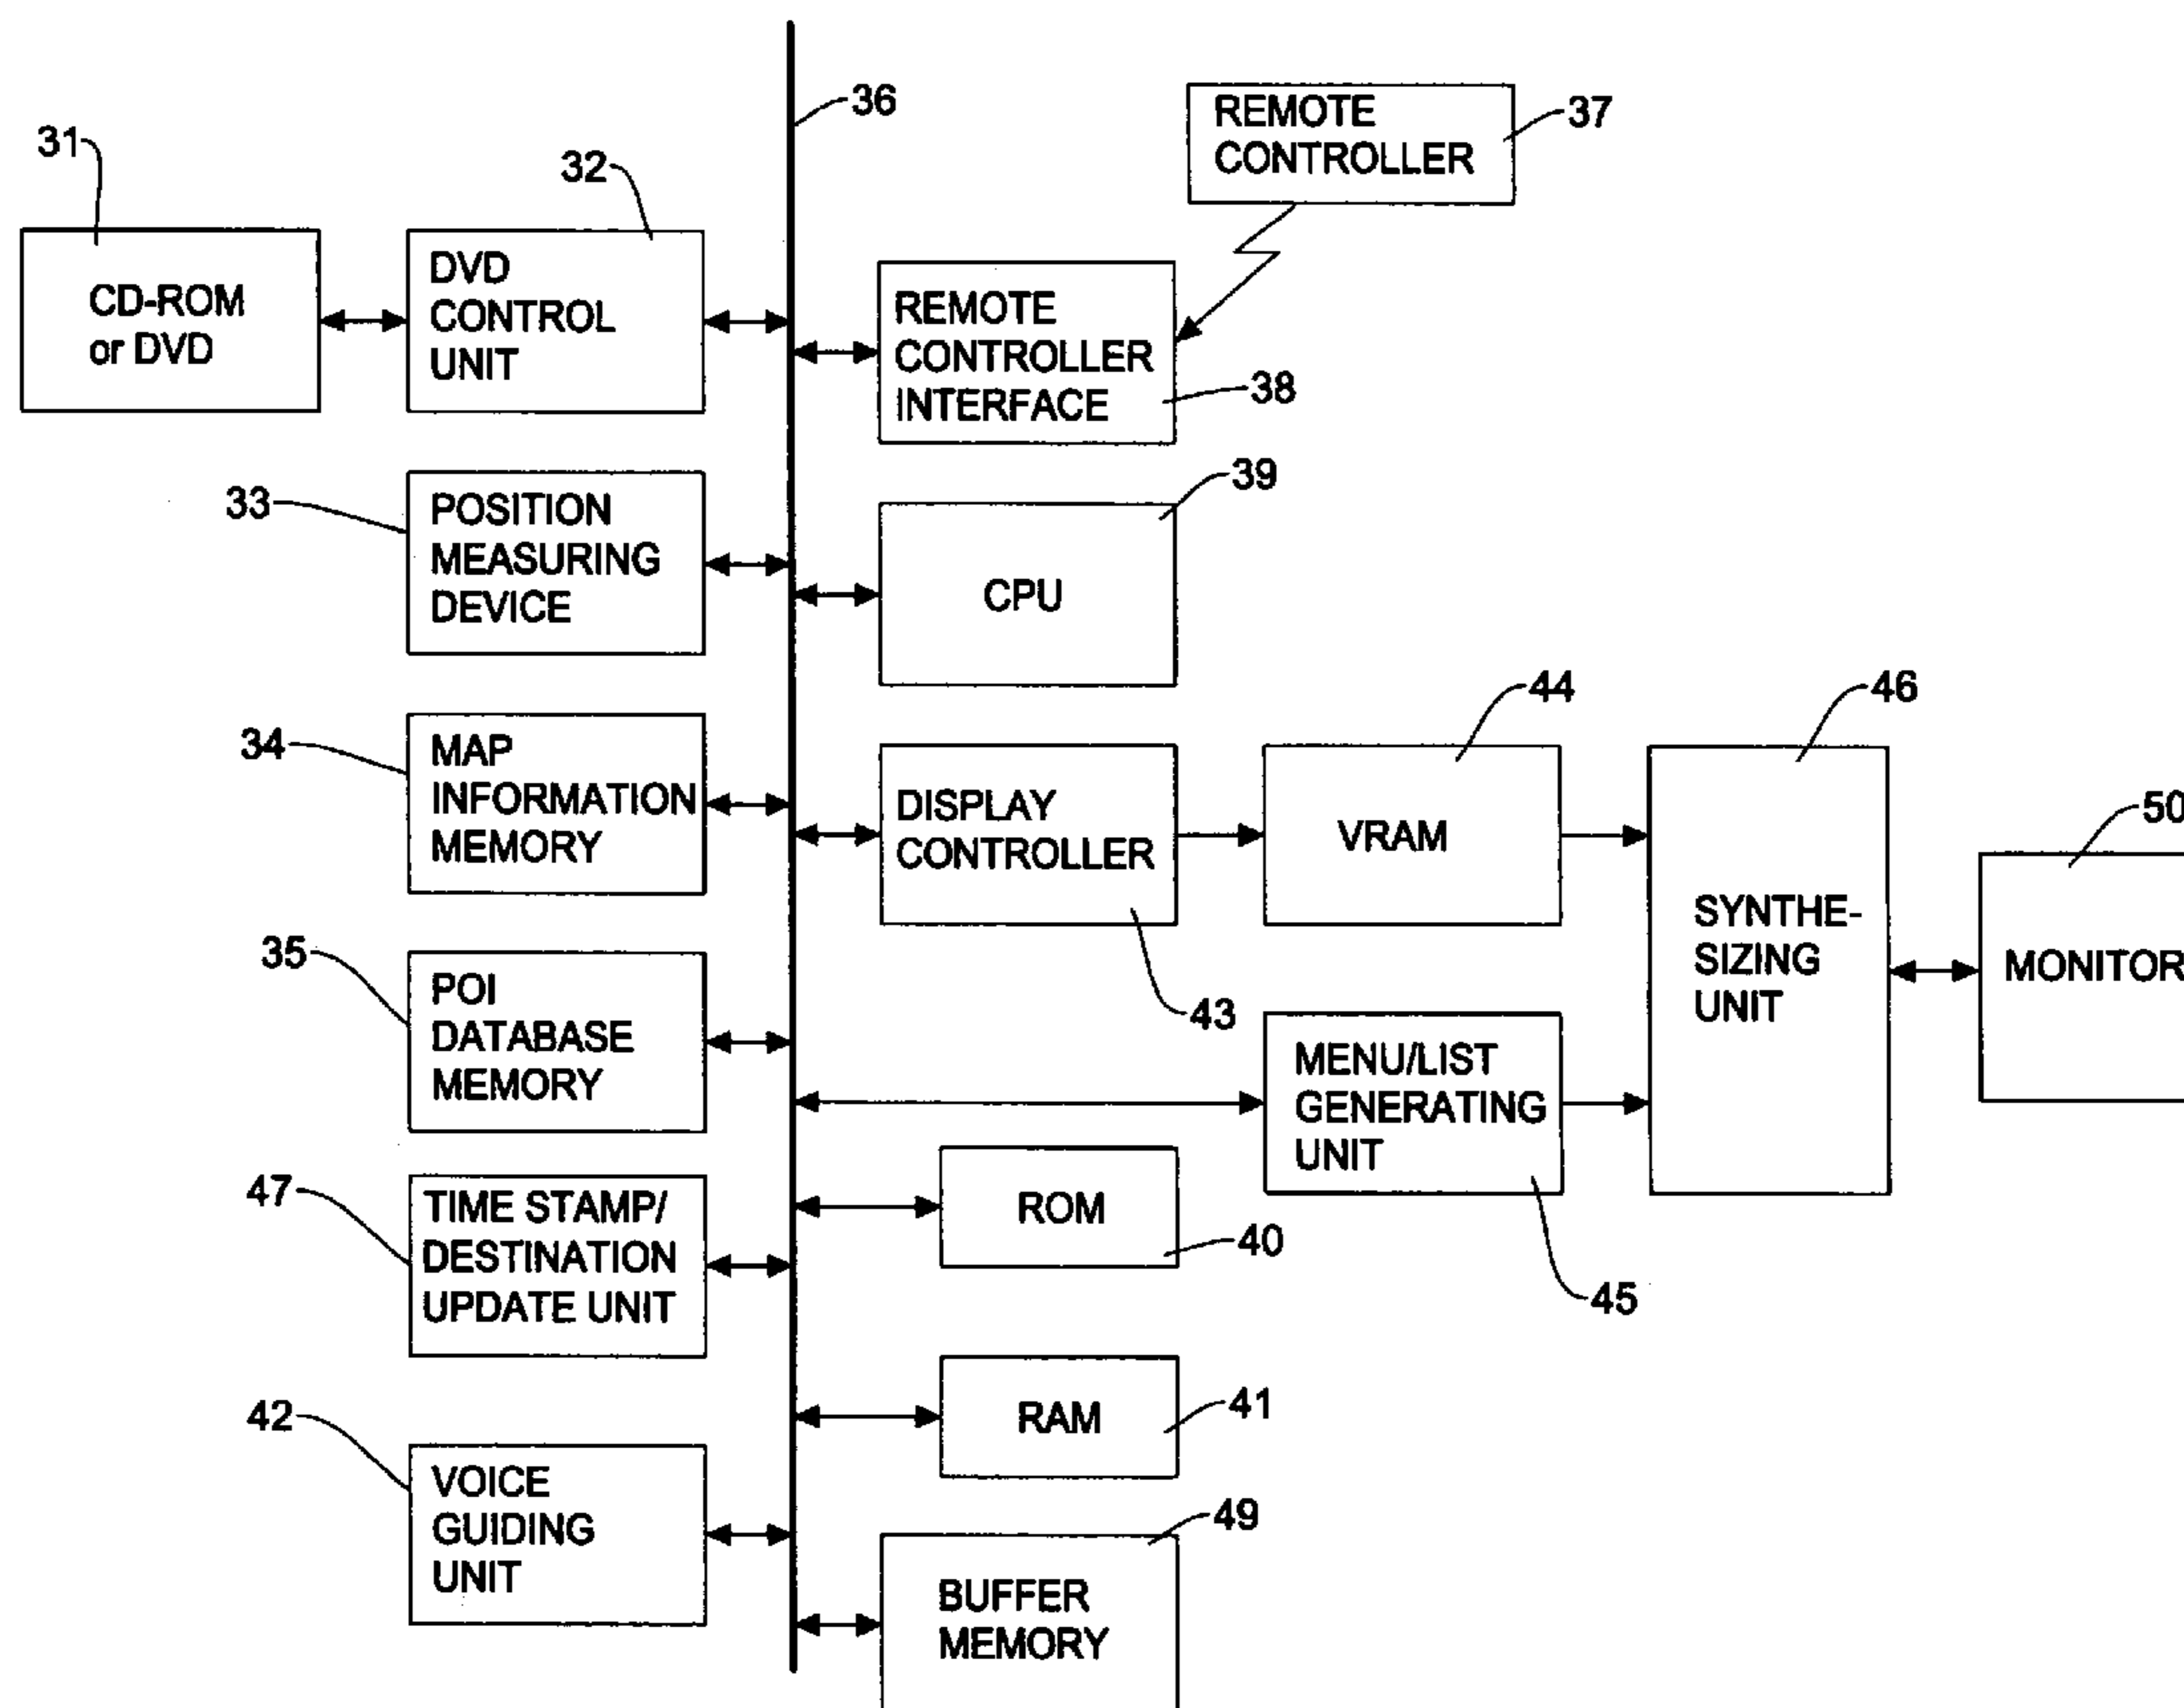 36
REMOTE
CONTROLLER
37
31
32
CD-ROM
or DVD
DVD
CONTROL
UNIT
REMOTE
CONTROLLER
INTERFACE
38
33
POSITION
MEASURING
DEVICE
39
CPU
34
MAP
INFORMATION
MEMORY
DISPLAY
CONTROLLER
43
44
VRAM
46
SYNTHE-
SIZING
UNIT
50
MONITOR
35
POI
DATABASE
MEMORY
MENU/LIST
GENERATING
UNIT
45
47
TIME STAMP/
DESTINATION
UPDATE UNIT
ROM
40
RAM
41
42
VOICE
GUIDING
UNIT
49
BUFFER
MEMORY